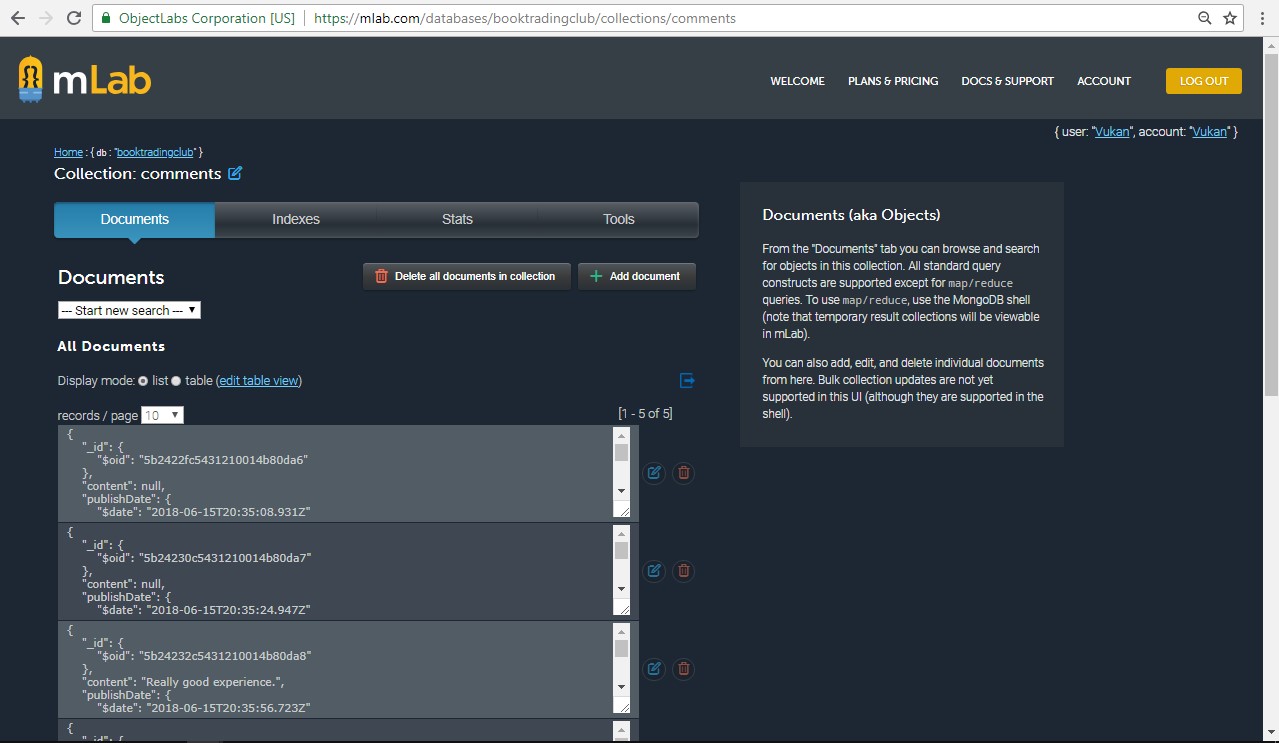 ObjectLabs Corporation [US] https://mlab.com/databases/booktradingclub/collections/comments
mLab
WELCOME PLANS & PRICING DOCS & SUPPORT ACCOUNT LOG OUT
{ user: "Vukan", account: "Vukan" }
Home : { db : "booktradingclub" }
Collection: comments
Documents Indexes Stats Tools
Documents
Delete all documents in collection
Add document
--- Start new search ---
All Documents
Display mode: list table (edit table view)
records / page 10 [1 - 5 of 5]
{
"_id": {
"$oid": "5b2422fc5431210014b80da6"
},
"content": null,
"publishDate": {
"$date": "2018-06-15T20:35:08.931Z"
{
"_id": {
"$oid": "5b24230c5431210014b80da7"
},
"content": null,
"publishDate": {
"$date": "2018-06-15T20:35:24.947Z"
{
"_id": {
"$oid": "5b24232c5431210014b80da8"
},
"content": "Really good experience.",
"publishDate": {
"$date": "2018-06-15T20:35:56.723Z"
{
"_id": {
Documents (aka Objects)
From the "Documents" tab you can browse and search
for objects in this collection. All standard query
constructs are supported except for map/reduce
queries. To use map/reduce, use the MongoDB shell
(note that temporary result collections will be viewable
in mLab).
You can also add, edit, and delete individual documents
from here. Bulk collection updates are not yet
supported in this UI (although they are supported in the
shell).